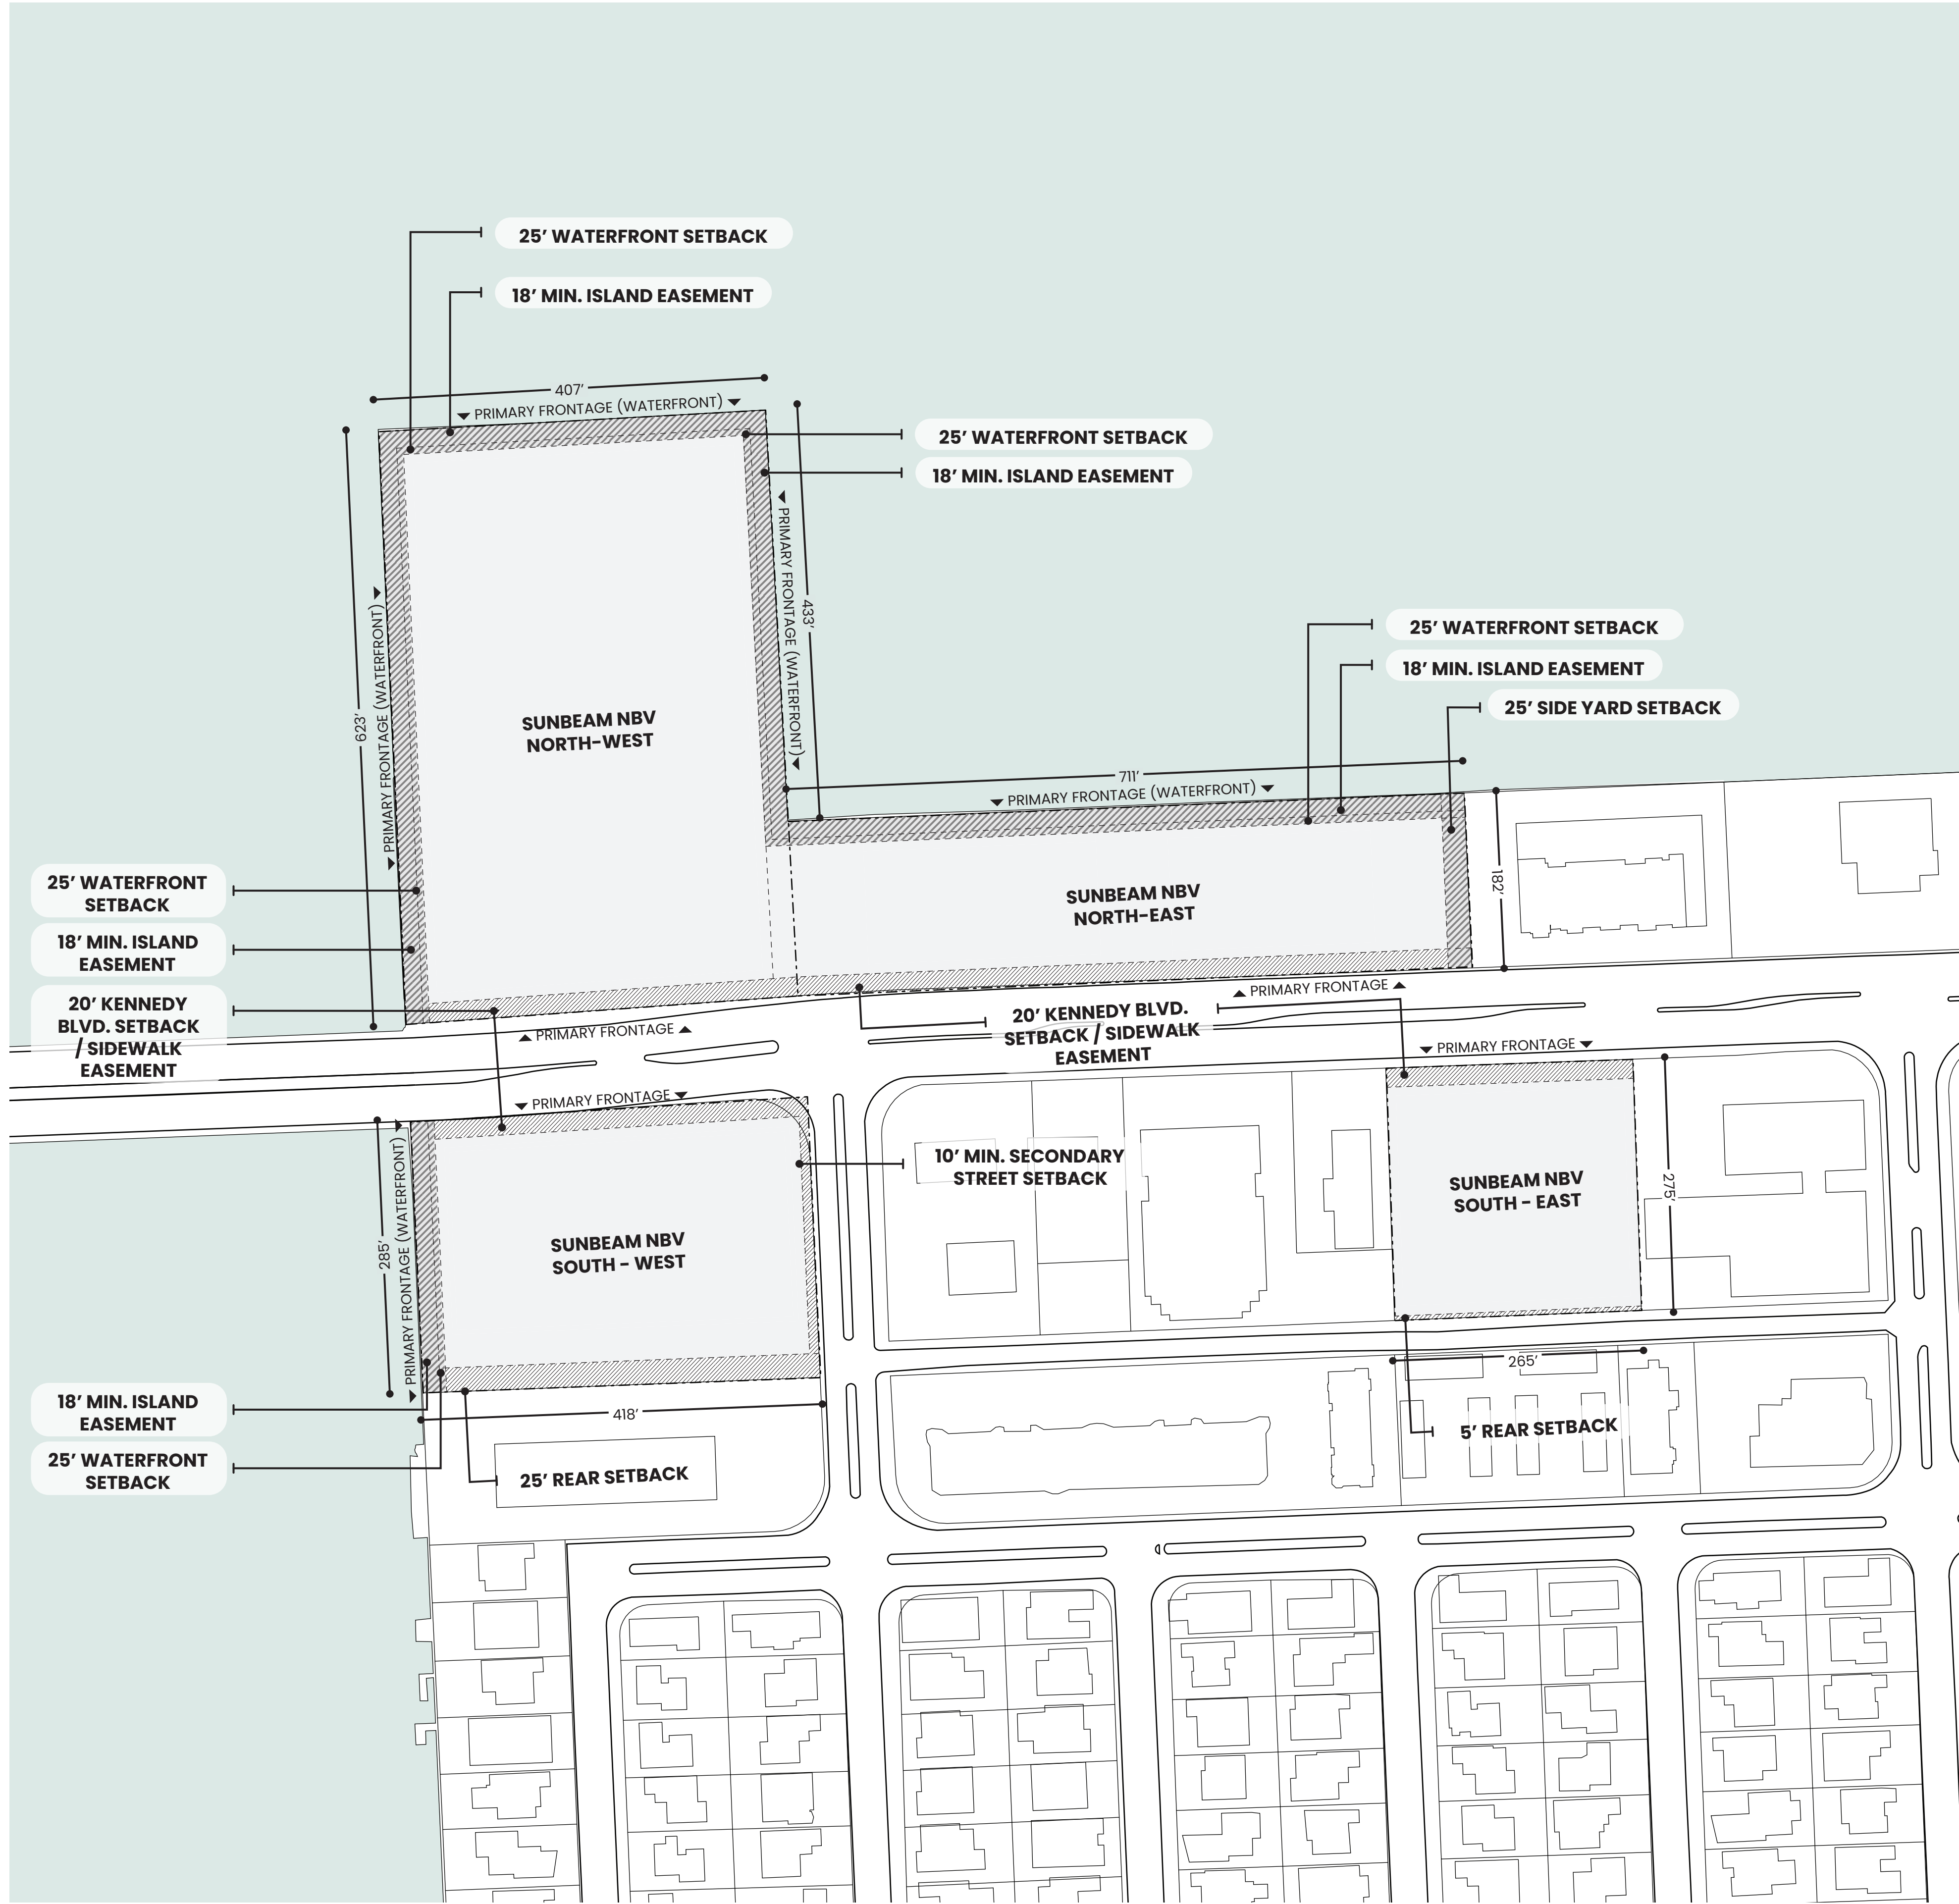 25’ WATERFRONT SETBACK
18’ MIN. ISLAND EASEMENT
407’
PRIMARY FRONTAGE (WATERFRONT)
25’ WATERFRONT SETBACK
18’ MIN. ISLAND EASEMENT
PRIMARY FRONTAGE (WATERFRONT)
433’
623’
PRIMARY FRONTAGE (WATERFRONT)
SUNBEAM NBV
NORTH-WEST
25’ WATERFRONT SETBACK
18’ MIN. ISLAND EASEMENT
25’ SIDE YARD SETBACK
711’
PRIMARY FRONTAGE (WATERFRONT)
182’
SUNBEAM NBV
NORTH-EAST
25’ WATERFRONT
SETBACK
18’ MIN. ISLAND
EASEMENT
20’ KENNEDY
BLVD. SETBACK
/ SIDEWALK
EASEMENT
PRIMARY FRONTAGE
PRIMARY FRONTAGE
20’ KENNEDY BLVD.
SETBACK / SIDEWALK
EASEMENT
PRIMARY FRONTAGE
PRIMARY FRONTAGE
285’
PRIMARY FRONTAGE (WATERFRONT)
10’ MIN. SECONDARY
STREET SETBACK
SUNBEAM NBV
SOUTH - EAST
275’
SUNBEAM NBV
SOUTH - WEST
265’
18’ MIN. ISLAND
EASEMENT
418’
5’ REAR SETBACK
25’ WATERFRONT
SETBACK
25’ REAR SETBACK